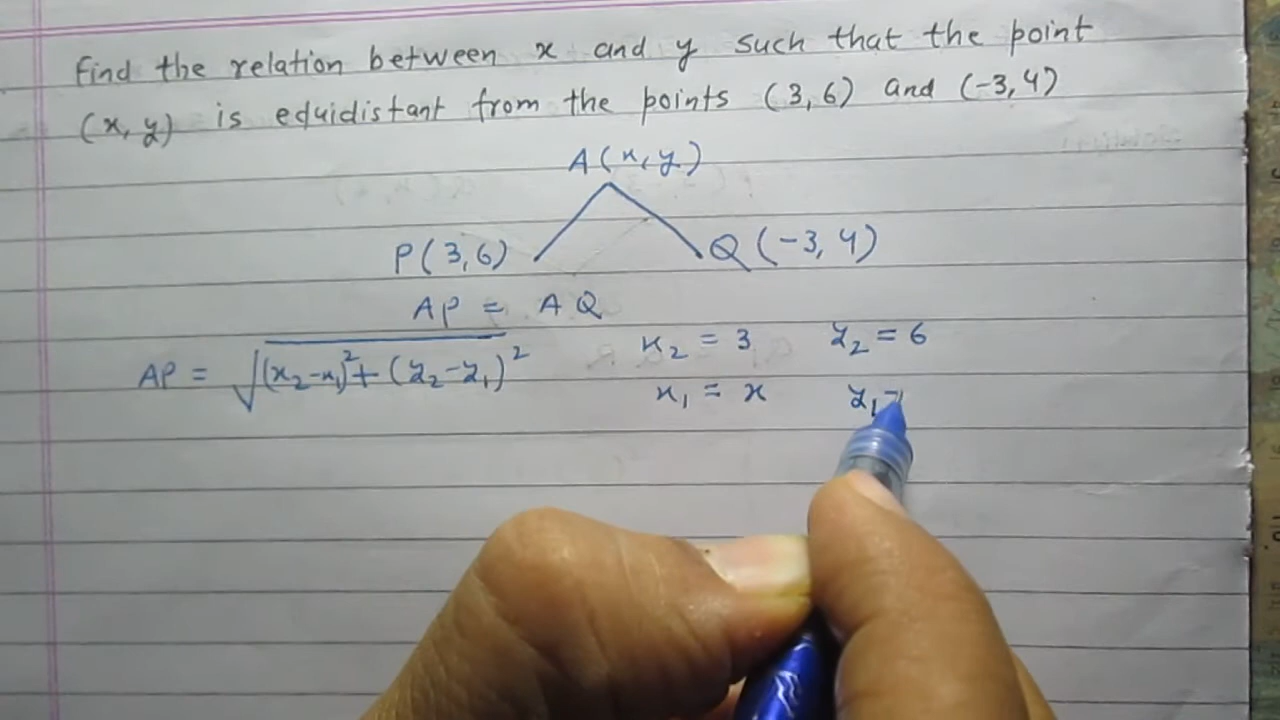 Find the relation between x and y such that the point
(x, y) is equidistant from the points (3, 6) and (-3, 4)
A(x, y)
P(3, 6) Q(-3, 4)
AP = AQ
AP = √(x₂-x₁)²+(y₂-y₁)² x₂ = 3 y₂ = 6
x₁ = x y₁ =